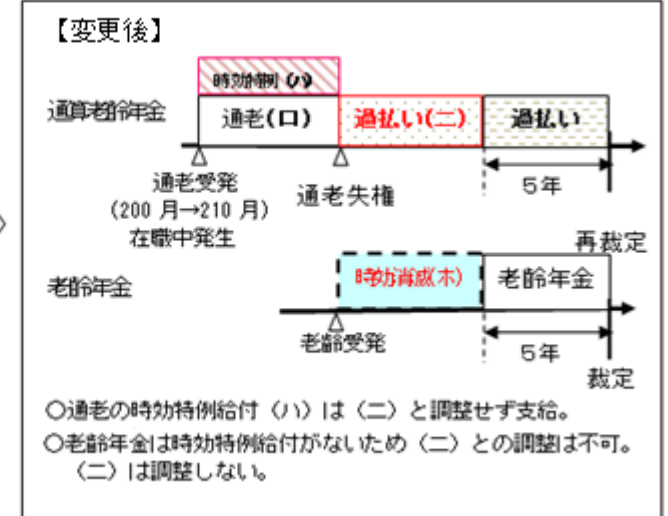 【変更後】
時効特例(ハ)
通算老齢年金
通老(ロ)
過払い(ニ)
過払い
通老受発
(200 月→210 月)
在職中発生
通老失権
5年
再裁定
老齢年金
時効消滅(ホ)
老齢年金
老齢受発
5年
裁定
○通老の時効特例給付(ハ)は(ニ)と調整せず支給。
○老齢年金は時効特例給付がないため(ニ)との調整は不可。
(ニ)は調整しない。